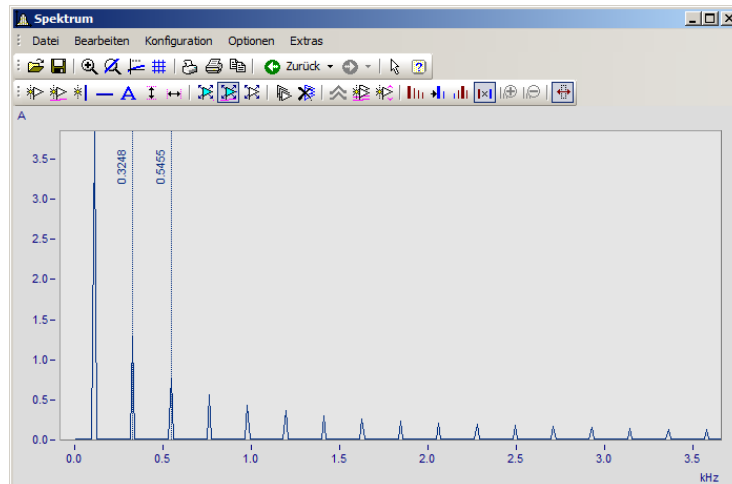 Spektrum
Datei Bearbeiten Konfiguration Optionen Extras
Zurück
A
A
0.3248
0.5455
3.5
3.0
2.5
2.0
1.5
1.0
0.5
0.0
0.0 0.5 1.0 1.5 2.0 2.5 3.0 3.5
kHz